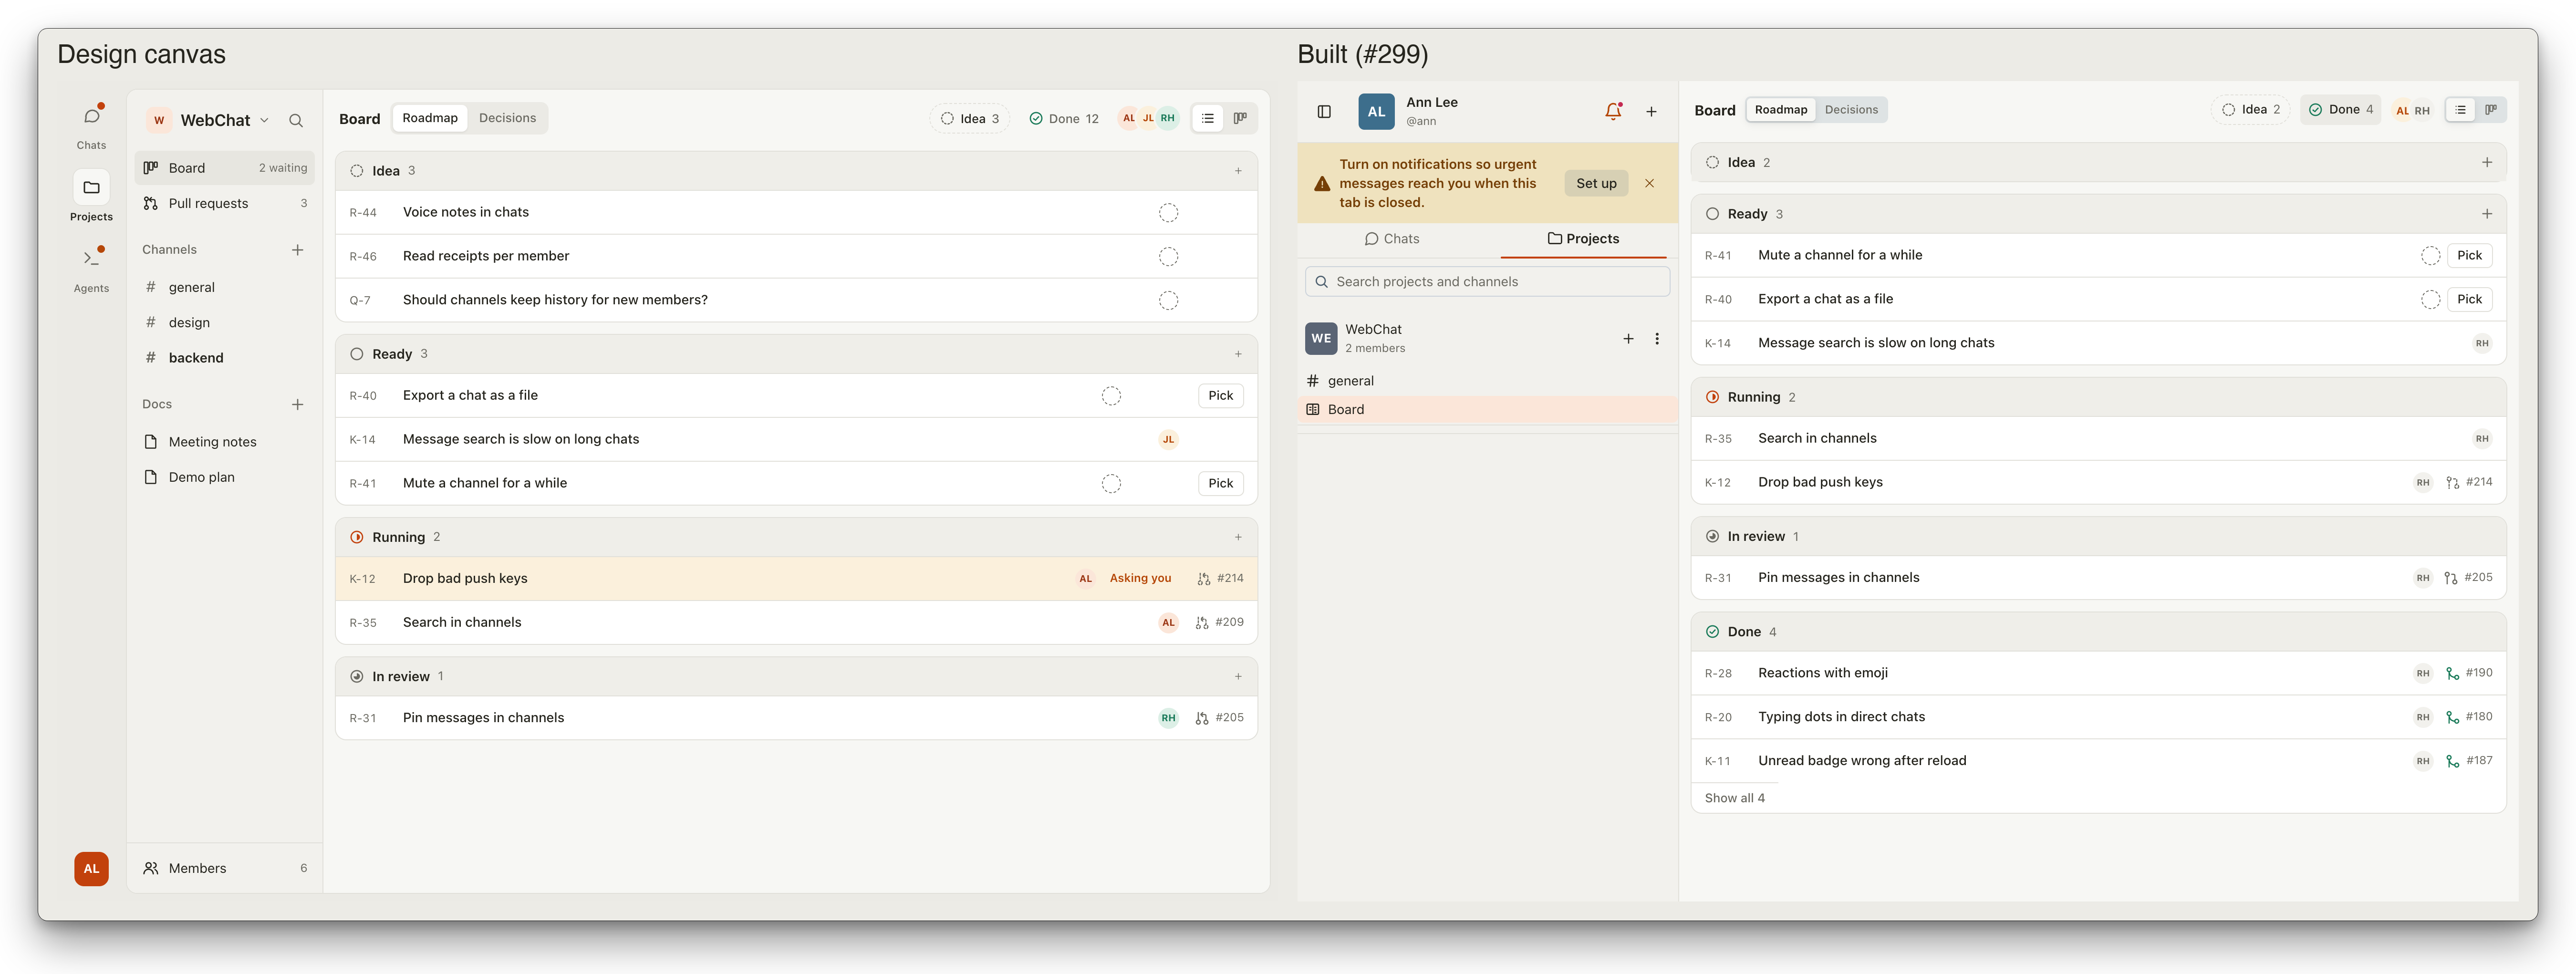 Design canvas
Chats
Projects
Agents
AL
W WebChat
Board 2 waiting
Pull requests 3
Channels
# general
# design
# backend
Docs
Meeting notes
Demo plan
Members 6
Board Roadmap Decisions Idea 3 Done 12 AL JL RH
Idea 3
R-44 Voice notes in chats
R-46 Read receipts per member
Q-7 Should channels keep history for new members?
Ready 3
R-40 Export a chat as a file Pick
K-14 Message search is slow on long chats JL
R-41 Mute a channel for a while Pick
Running 2
K-12 Drop bad push keys AL Asking you #214
R-35 Search in channels AL #209
In review 1
R-31 Pin messages in channels RH #205
Built (#299)
AL Ann Lee
@ann
Turn on notifications so urgent
messages reach you when this
tab is closed.
Set up
Chats Projects
Search projects and channels
WE WebChat
2 members
# general
Board
Board Roadmap Decisions Idea 2 Done 4 AL RH
Idea 2
Ready 3
R-41 Mute a channel for a while Pick
R-40 Export a chat as a file Pick
K-14 Message search is slow on long chats RH
Running 2
R-35 Search in channels RH
K-12 Drop bad push keys RH #214
In review 1
R-31 Pin messages in channels RH #205
Done 4
R-28 Reactions with emoji RH #190
R-20 Typing dots in direct chats RH #180
K-11 Unread badge wrong after reload RH #187
Show all 4